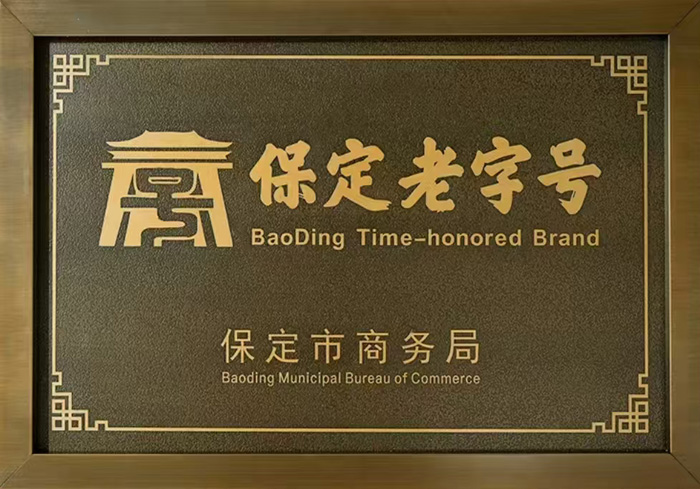 保定老字号
BaoDing Time-honored Brand
保定市商务局
Baoding Municipal Bureau of Commerce